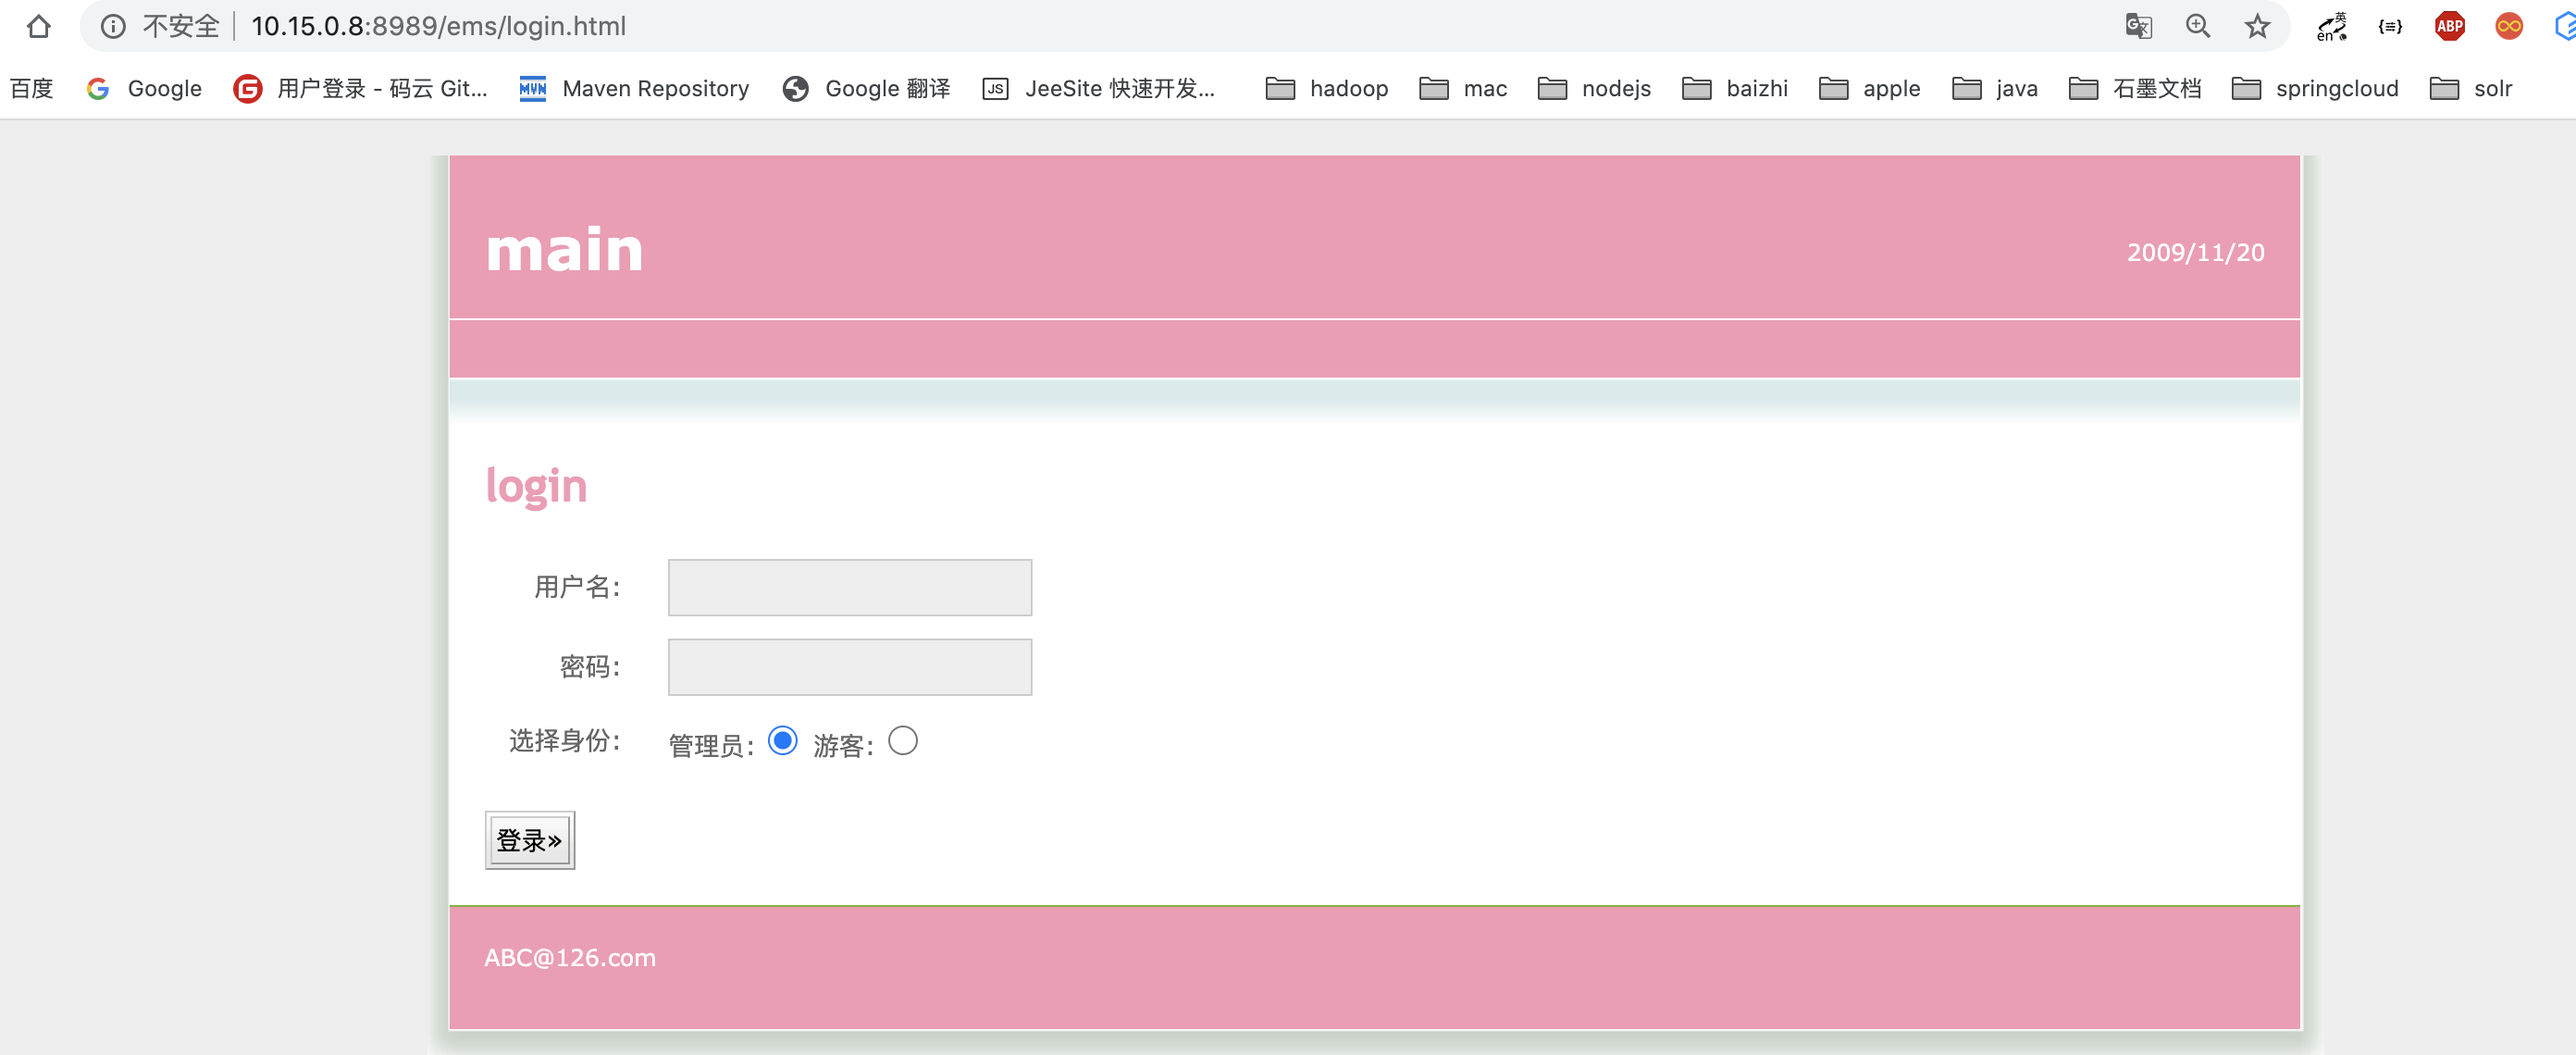 不安全 10.15.0.8:8989/ems/login.html
百度 Google 用户登录 - 码云 Git... Maven Repository Google 翻译 JeeSite 快速开发... hadoop mac nodejs baizhi apple java 石墨文档 springcloud solr
main
2009/11/20
login
用户名:
密码:
选择身份: 管理员: 游客:
登录»
ABC@126.com